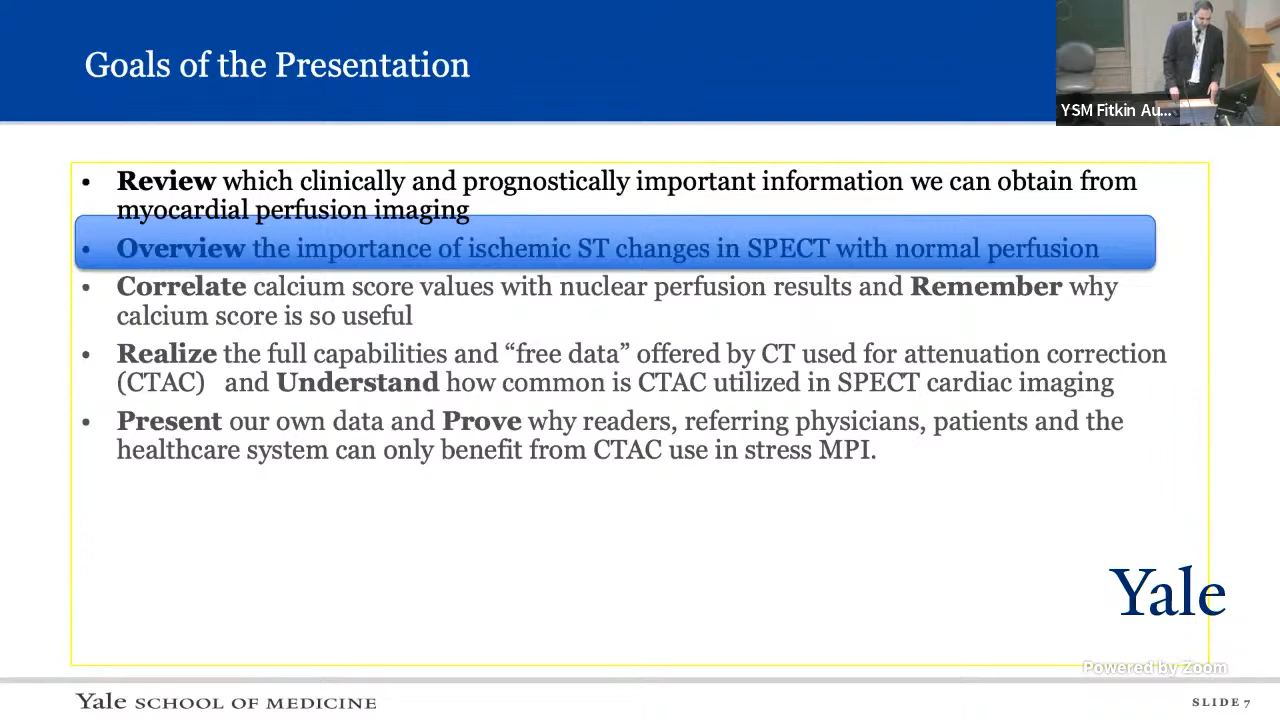 Goals of the Presentation
YSM Fitkin Au...
• Review which clinically and prognostically important information we can obtain from
myocardial perfusion imaging
• Overview the importance of ischemic ST changes in SPECT with normal perfusion
• Correlate calcium score values with nuclear perfusion results and Remember why
calcium score is so useful
• Realize the full capabilities and “free data” offered by CT used for attenuation correction
(CTAC) and Understand how common is CTAC utilized in SPECT cardiac imaging
• Present our own data and Prove why readers, referring physicians, patients and the
healthcare system can only benefit from CTAC use in stress MPI.
Yale
Powered by Zoom
Yale SCHOOL OF MEDICINE
SLIDE 7